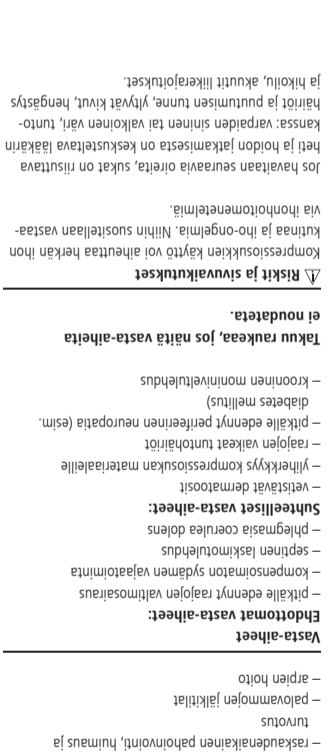 – raskaudenaikainen pahoinvointi, huimaus ja
turvotus
– palovammojen jälkitilat
– arpien hoito
Vasta-aiheet
Ehdottomat vasta-aiheet:
– pitkälle edennyt raajojen valtimosairaus
– kompensoimaton sydämen vajaatoiminta
– septinen laskimotulehdus
– phlegmasia coerulea dolens
Suhteelliset vasta-aiheet:
– vetistävät dermatoosit
– yliherkkyys kompressiosukan materiaaleille
– raajojen vaikeat tuntohäiriöt
– pitkälle edennyt perifeerinen neuropatia (esim.
diabetes mellitus)
– krooninen moniniveltulehdus
Takuu raukeaa, jos näitä vasta-aiheita
ei noudateta.
⚠ Riskit ja sivuvaikutukset
Kompressiosukkien käyttö voi aiheuttaa herkän ihon
kutinaa ja iho-ongelmia. Niihin suositellaan vastaa-
via ihonhoitomenetelmiä.
Jos havaitaan seuraavia oireita, sukat on riisuttava
heti ja hoidon jatkamisesta on keskusteltava lääkärin
kanssa: varpaiden sininen tai valkoinen väri, tunto-
häiriöt ja puutumisen tunne, yltyvät kivut, hengästys
ja hikoilu, akuutit liikerajoitukset.